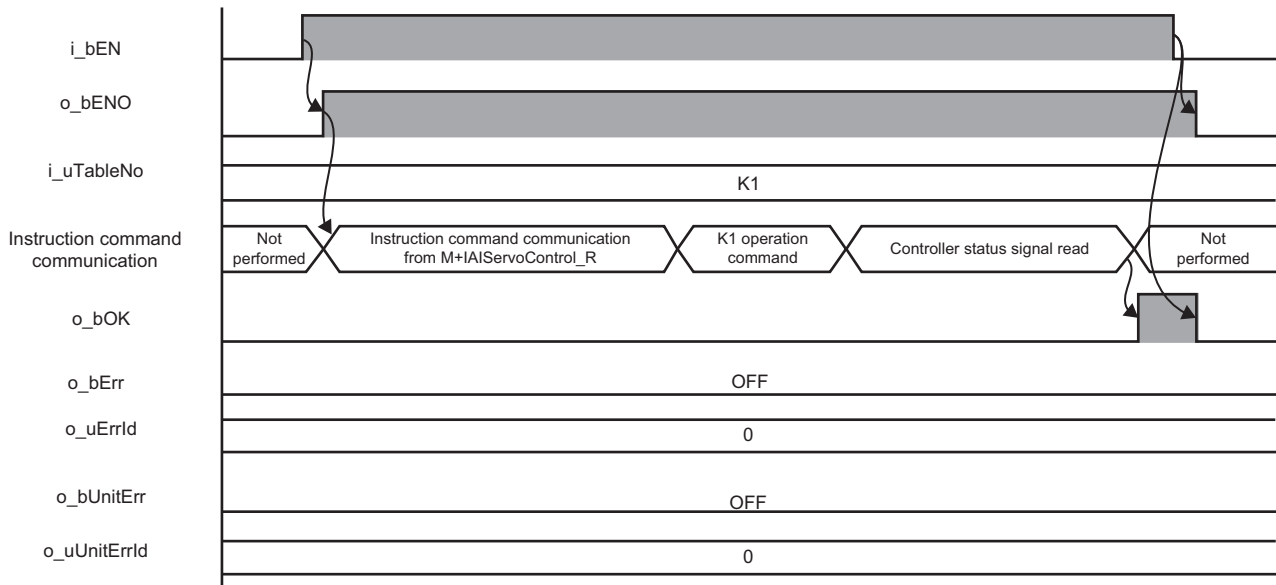 i_bEN
o_bENO
i_uTableNo
K1
Instruction command
communication
Not
performed
Instruction command communication
from M+IAIServoControl_R
K1 operation
command
Controller status signal read
Not
performed
o_bOK
o_bErr
OFF
o_uErrId
0
o_bUnitErr
OFF
o_uUnitErrId
0